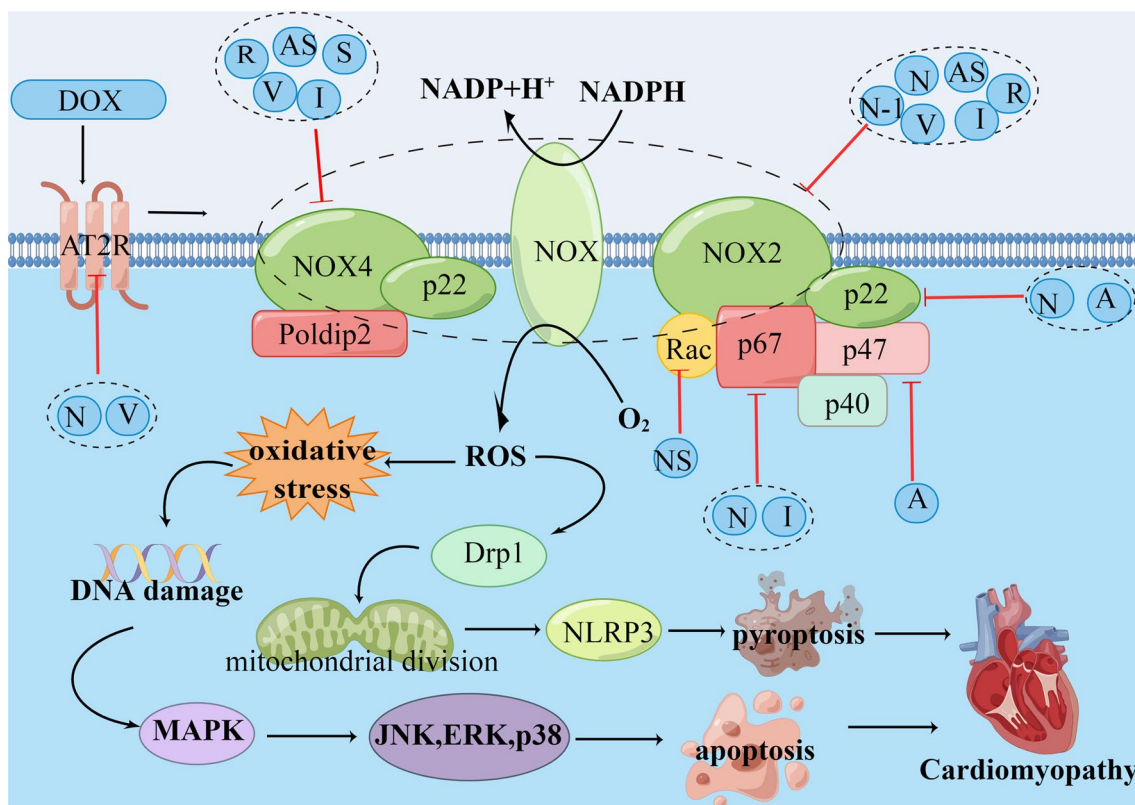 R AS S
V I
DOX
NADP+H⁺ NADPH
N AS R
N-1 V I
AT2R
NOX4
p22
Poldip2
NOX
NOX2
p22
Rac
p67
p47
p40
N A
N V
O₂
NS
N I
A
oxidative
stress
ROS
Drp1
DNA damage
mitochondrial division
NLRP3
pyroptosis
MAPK
JNK,ERK,p38
apoptosis
Cardiomyopathy